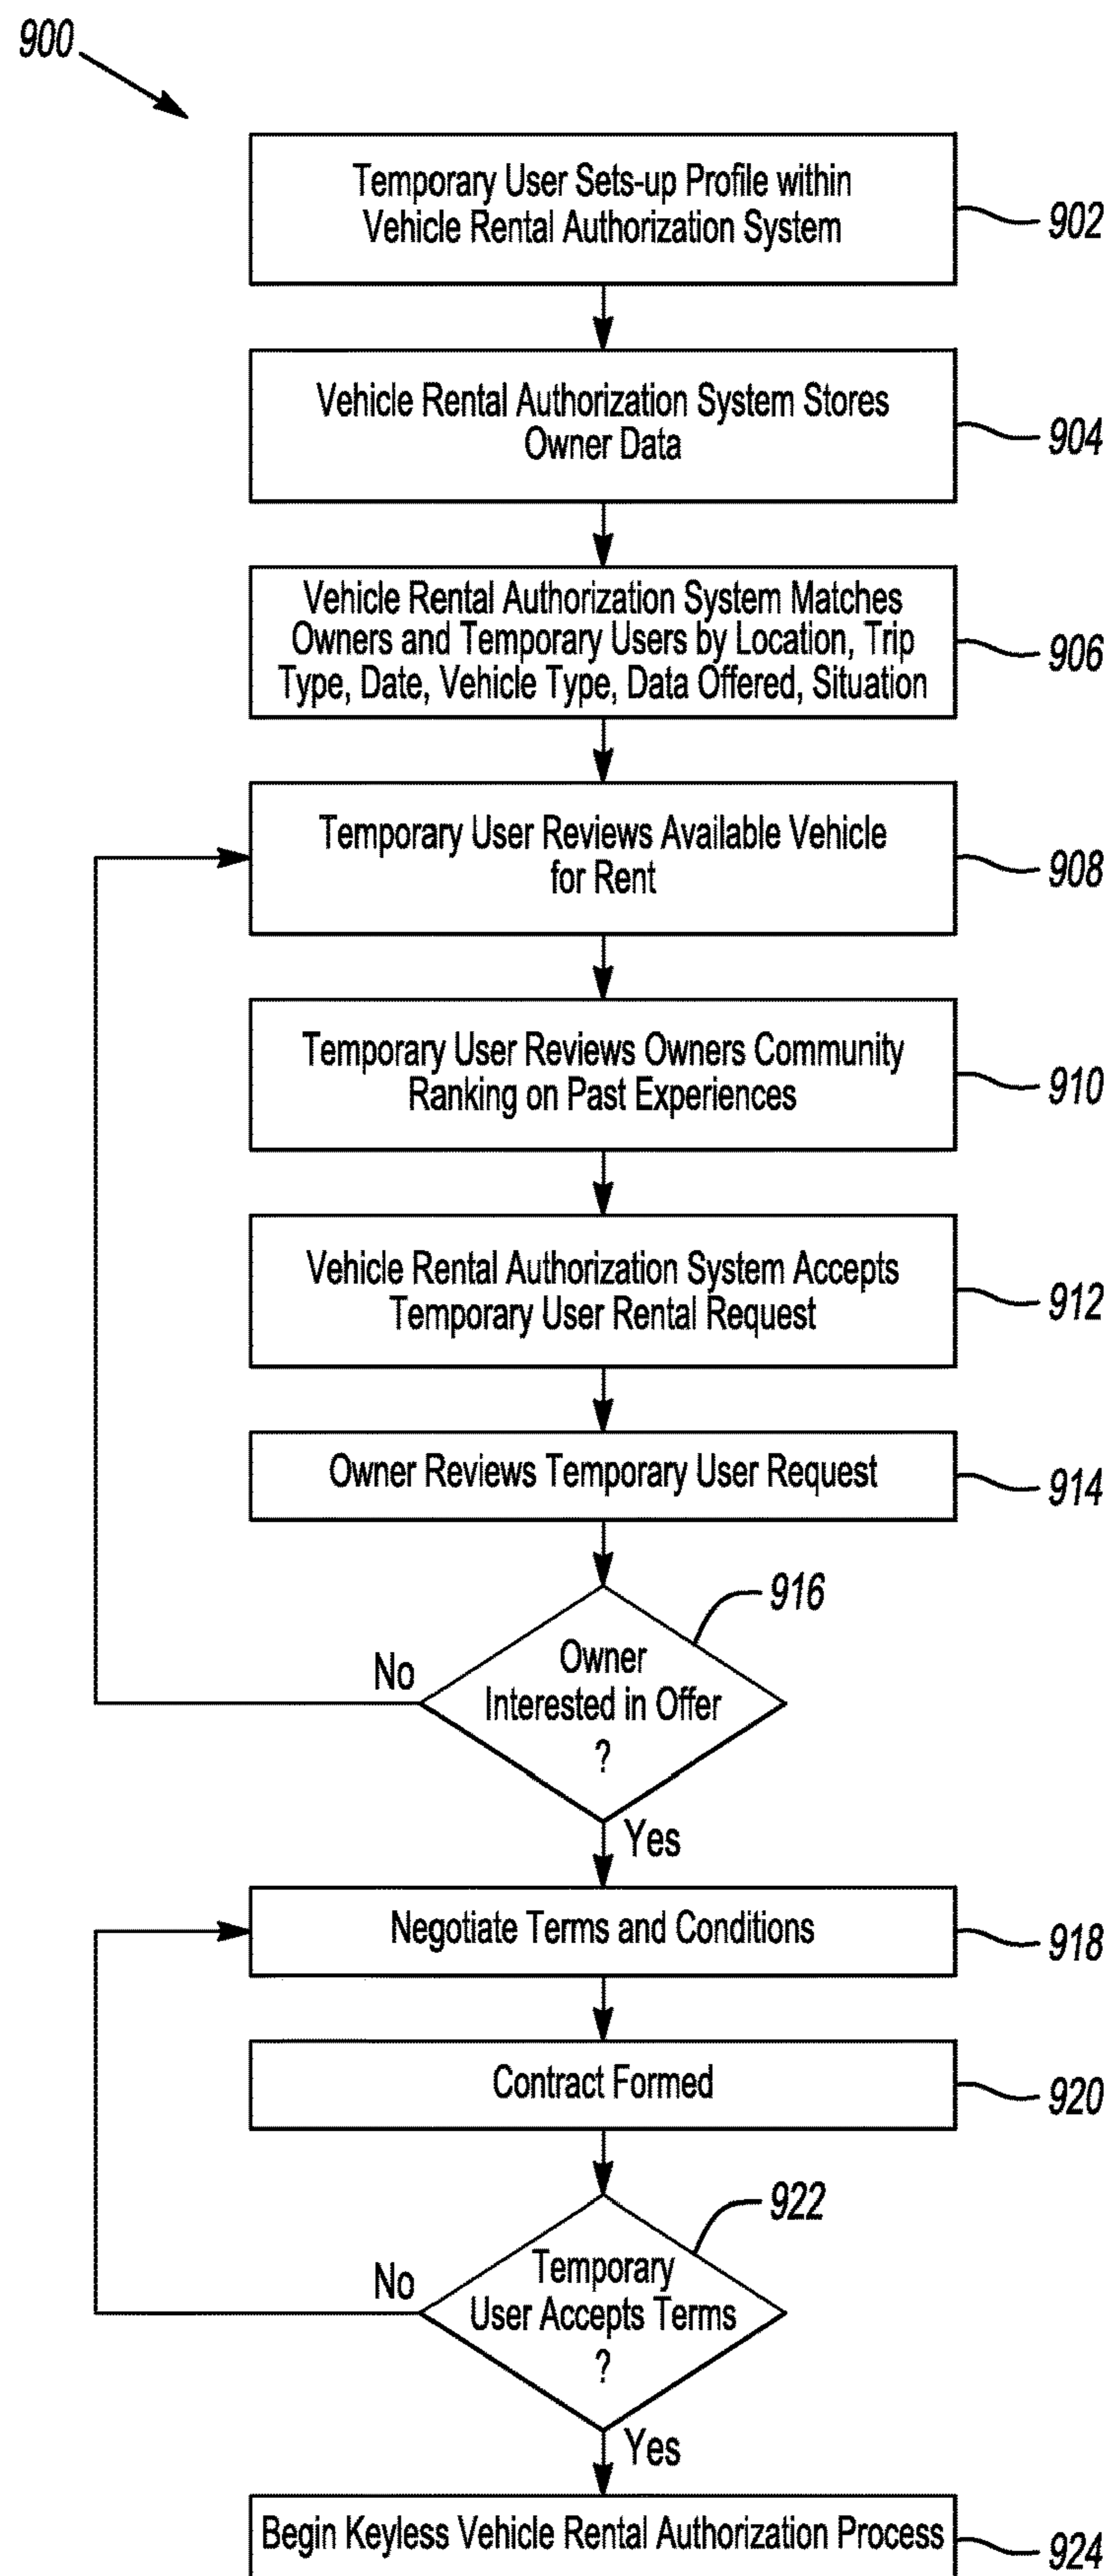 900
Temporary User Sets-up Profile within
Vehicle Rental Authorization System
902
Vehicle Rental Authorization System Stores
Owner Data
904
Vehicle Rental Authorization System Matches
Owners and Temporary Users by Location, Trip
Type, Date, Vehicle Type, Data Offered, Situation
906
Temporary User Reviews Available Vehicle
for Rent
908
Temporary User Reviews Owners Community
Ranking on Past Experiences
910
Vehicle Rental Authorization System Accepts
Temporary User Rental Request
912
Owner Reviews Temporary User Request
914
916
Owner
Interested in Offer
?
No
Yes
Negotiate Terms and Conditions
918
Contract Formed
920
922
Temporary
User Accepts Terms
?
No
Yes
Begin Keyless Vehicle Rental Authorization Process
924